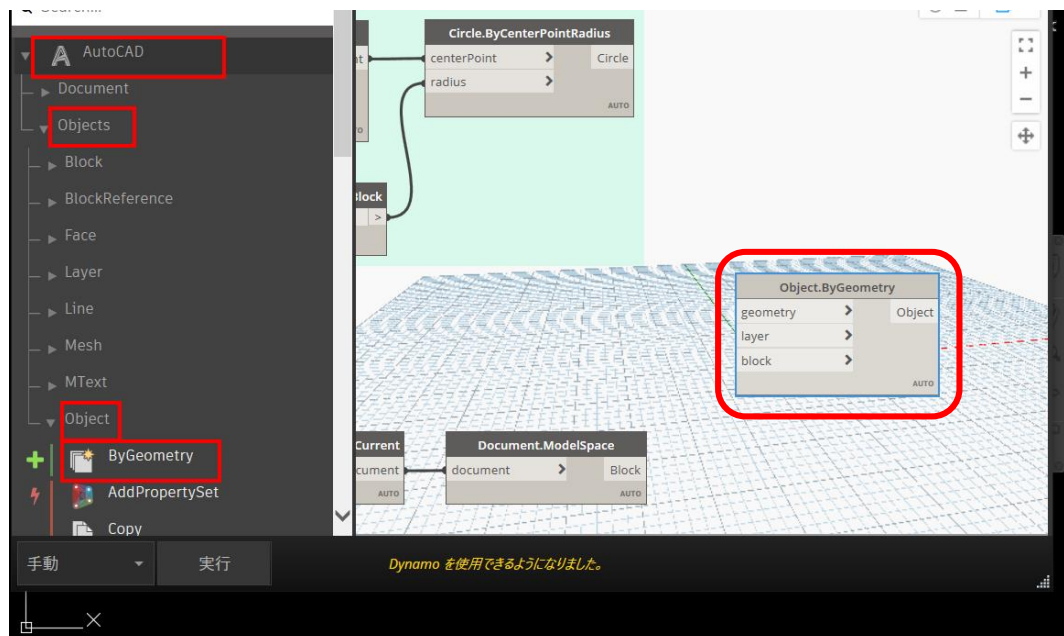 Search...
AutoCAD
Document
Objects
Block
BlockReference
Face
Layer
Line
Mesh
MText
Object
ByGeometry
AddPropertySet
Copy
Circle.ByCenterPointRadius
centerPoint > Circle
radius >
AUTO
Block
>
Object.ByGeometry
geometry > Object
layer >
block >
AUTO
Current
cument
AUTO
Document.ModelSpace
document > Block
AUTO
手動
実行
Dynamo を使用できるようになりました。